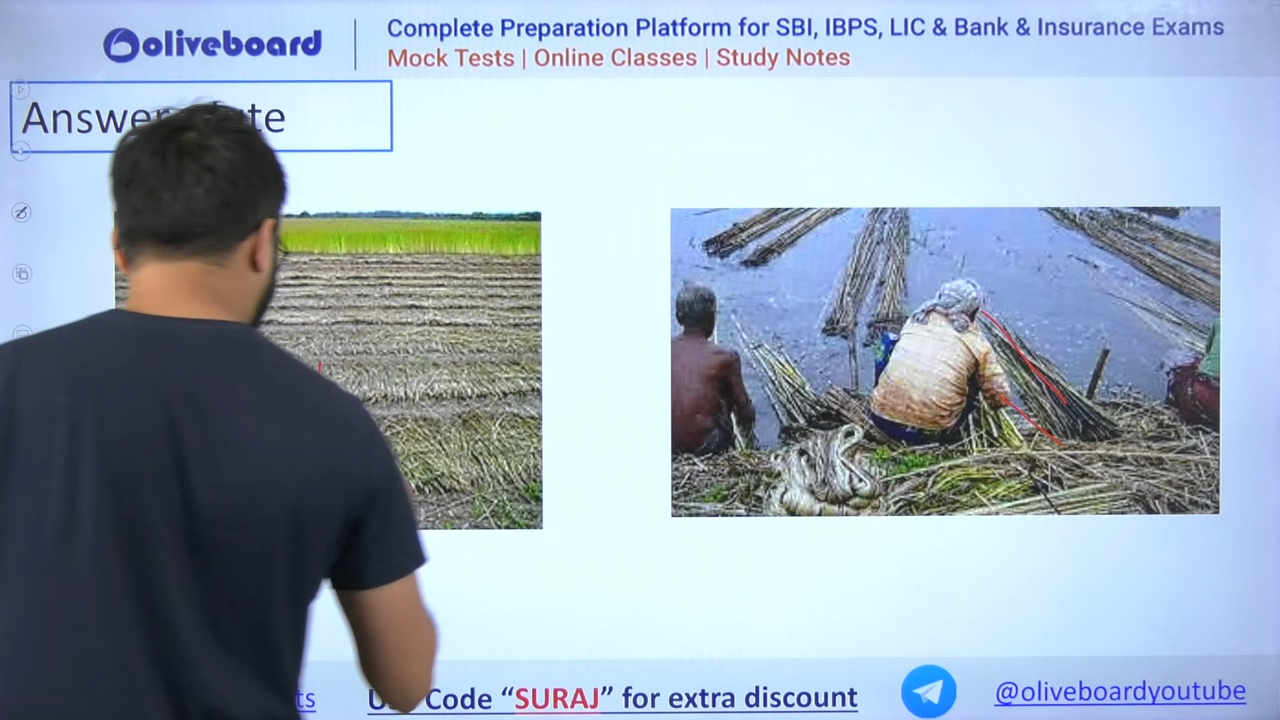 oliveboard
Complete Preparation Platform for SBI, IBPS, LIC & Bank & Insurance Exams
Mock Tests | Online Classes | Study Notes
Code “SURAJ” for extra discount
@oliveboardyoutube